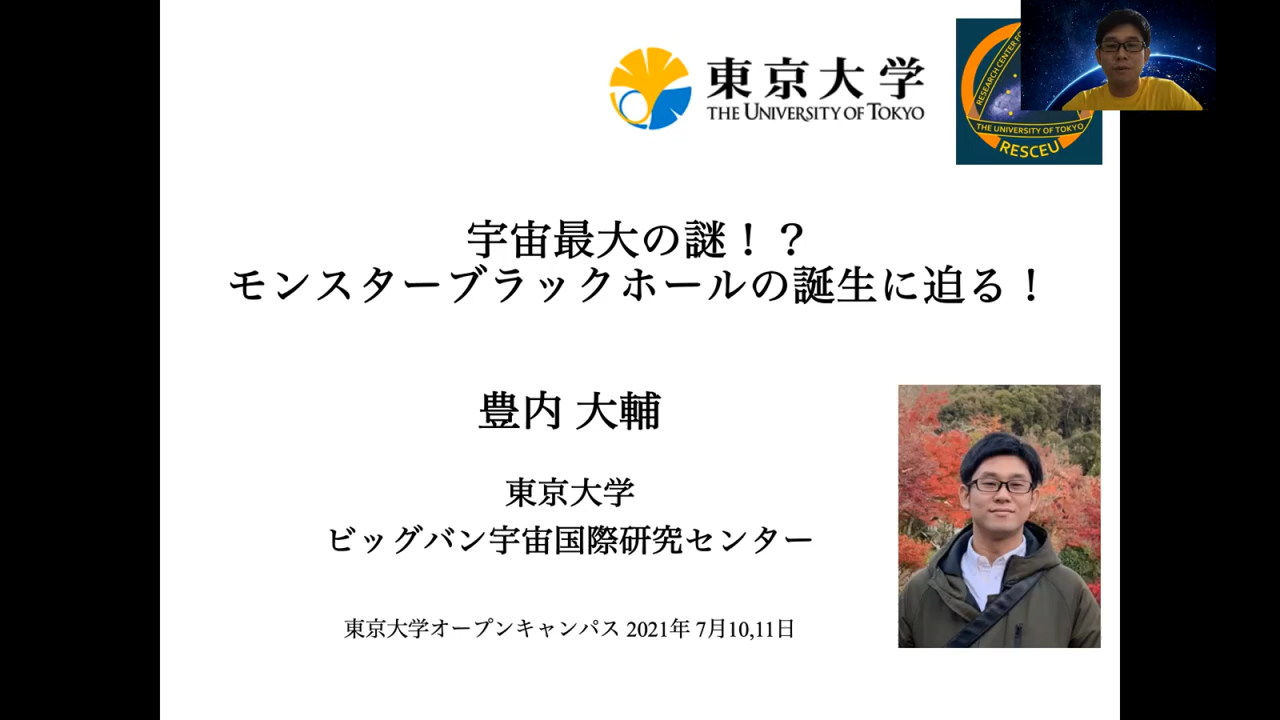 東京大学
THE UNIVERSITY OF TOKYO
RESEARCH CENTER
THE UNIVERSITY OF TOKYO
RESCEU
宇宙最大の謎！？
モンスターブラックホールの誕生に迫る！
豊内 大輔
東京大学
ビッグバン宇宙国際研究センター
東京大学オープンキャンパス 2021年 7月10,11日